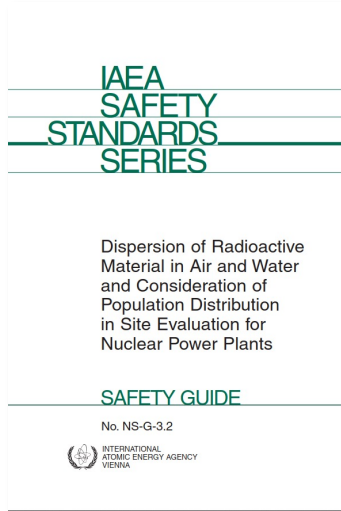 IAEA
SAFETY
STANDARDS
SERIES
Dispersion of Radioactive
Material in Air and Water
and Consideration of
Population Distribution
in Site Evaluation for
Nuclear Power Plants
SAFETY GUIDE
No. NS-G-3.2
INTERNATIONAL
ATOMIC ENERGY AGENCY
VIENNA